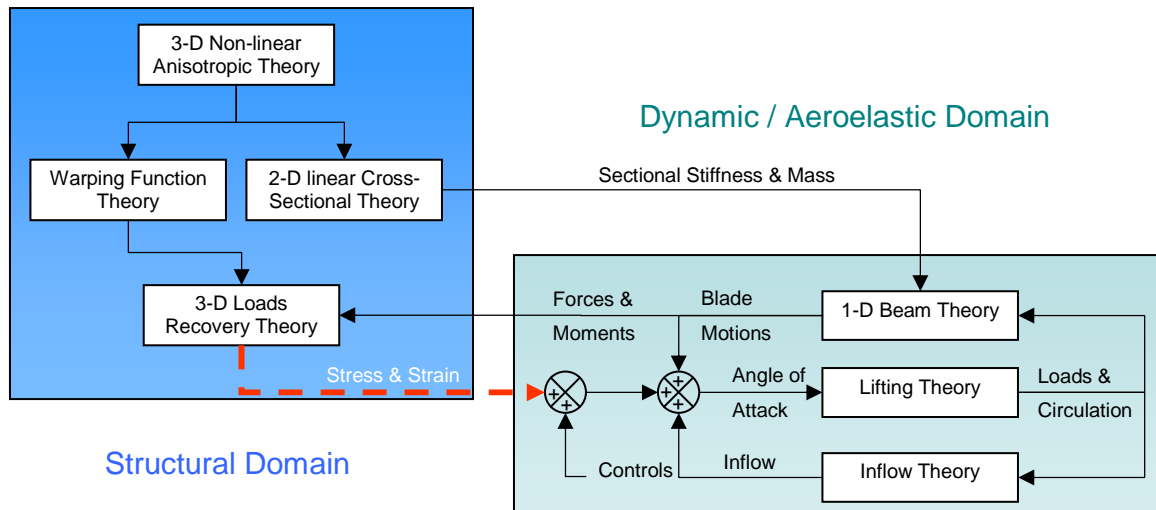 3-D Non-linear
Anisotropic Theory
Dynamic / Aeroelastic Domain
Warping Function
Theory
2-D linear Cross-
Sectional Theory
Sectional Stiffness & Mass
3-D Loads
Recovery Theory
Forces &
Moments
Blade
Motions
1-D Beam Theory
Stress & Strain
+
+
+
+
+
Angle of
Attack
Lifting Theory
Loads &
Circulation
Structural Domain
Controls
Inflow
Inflow Theory